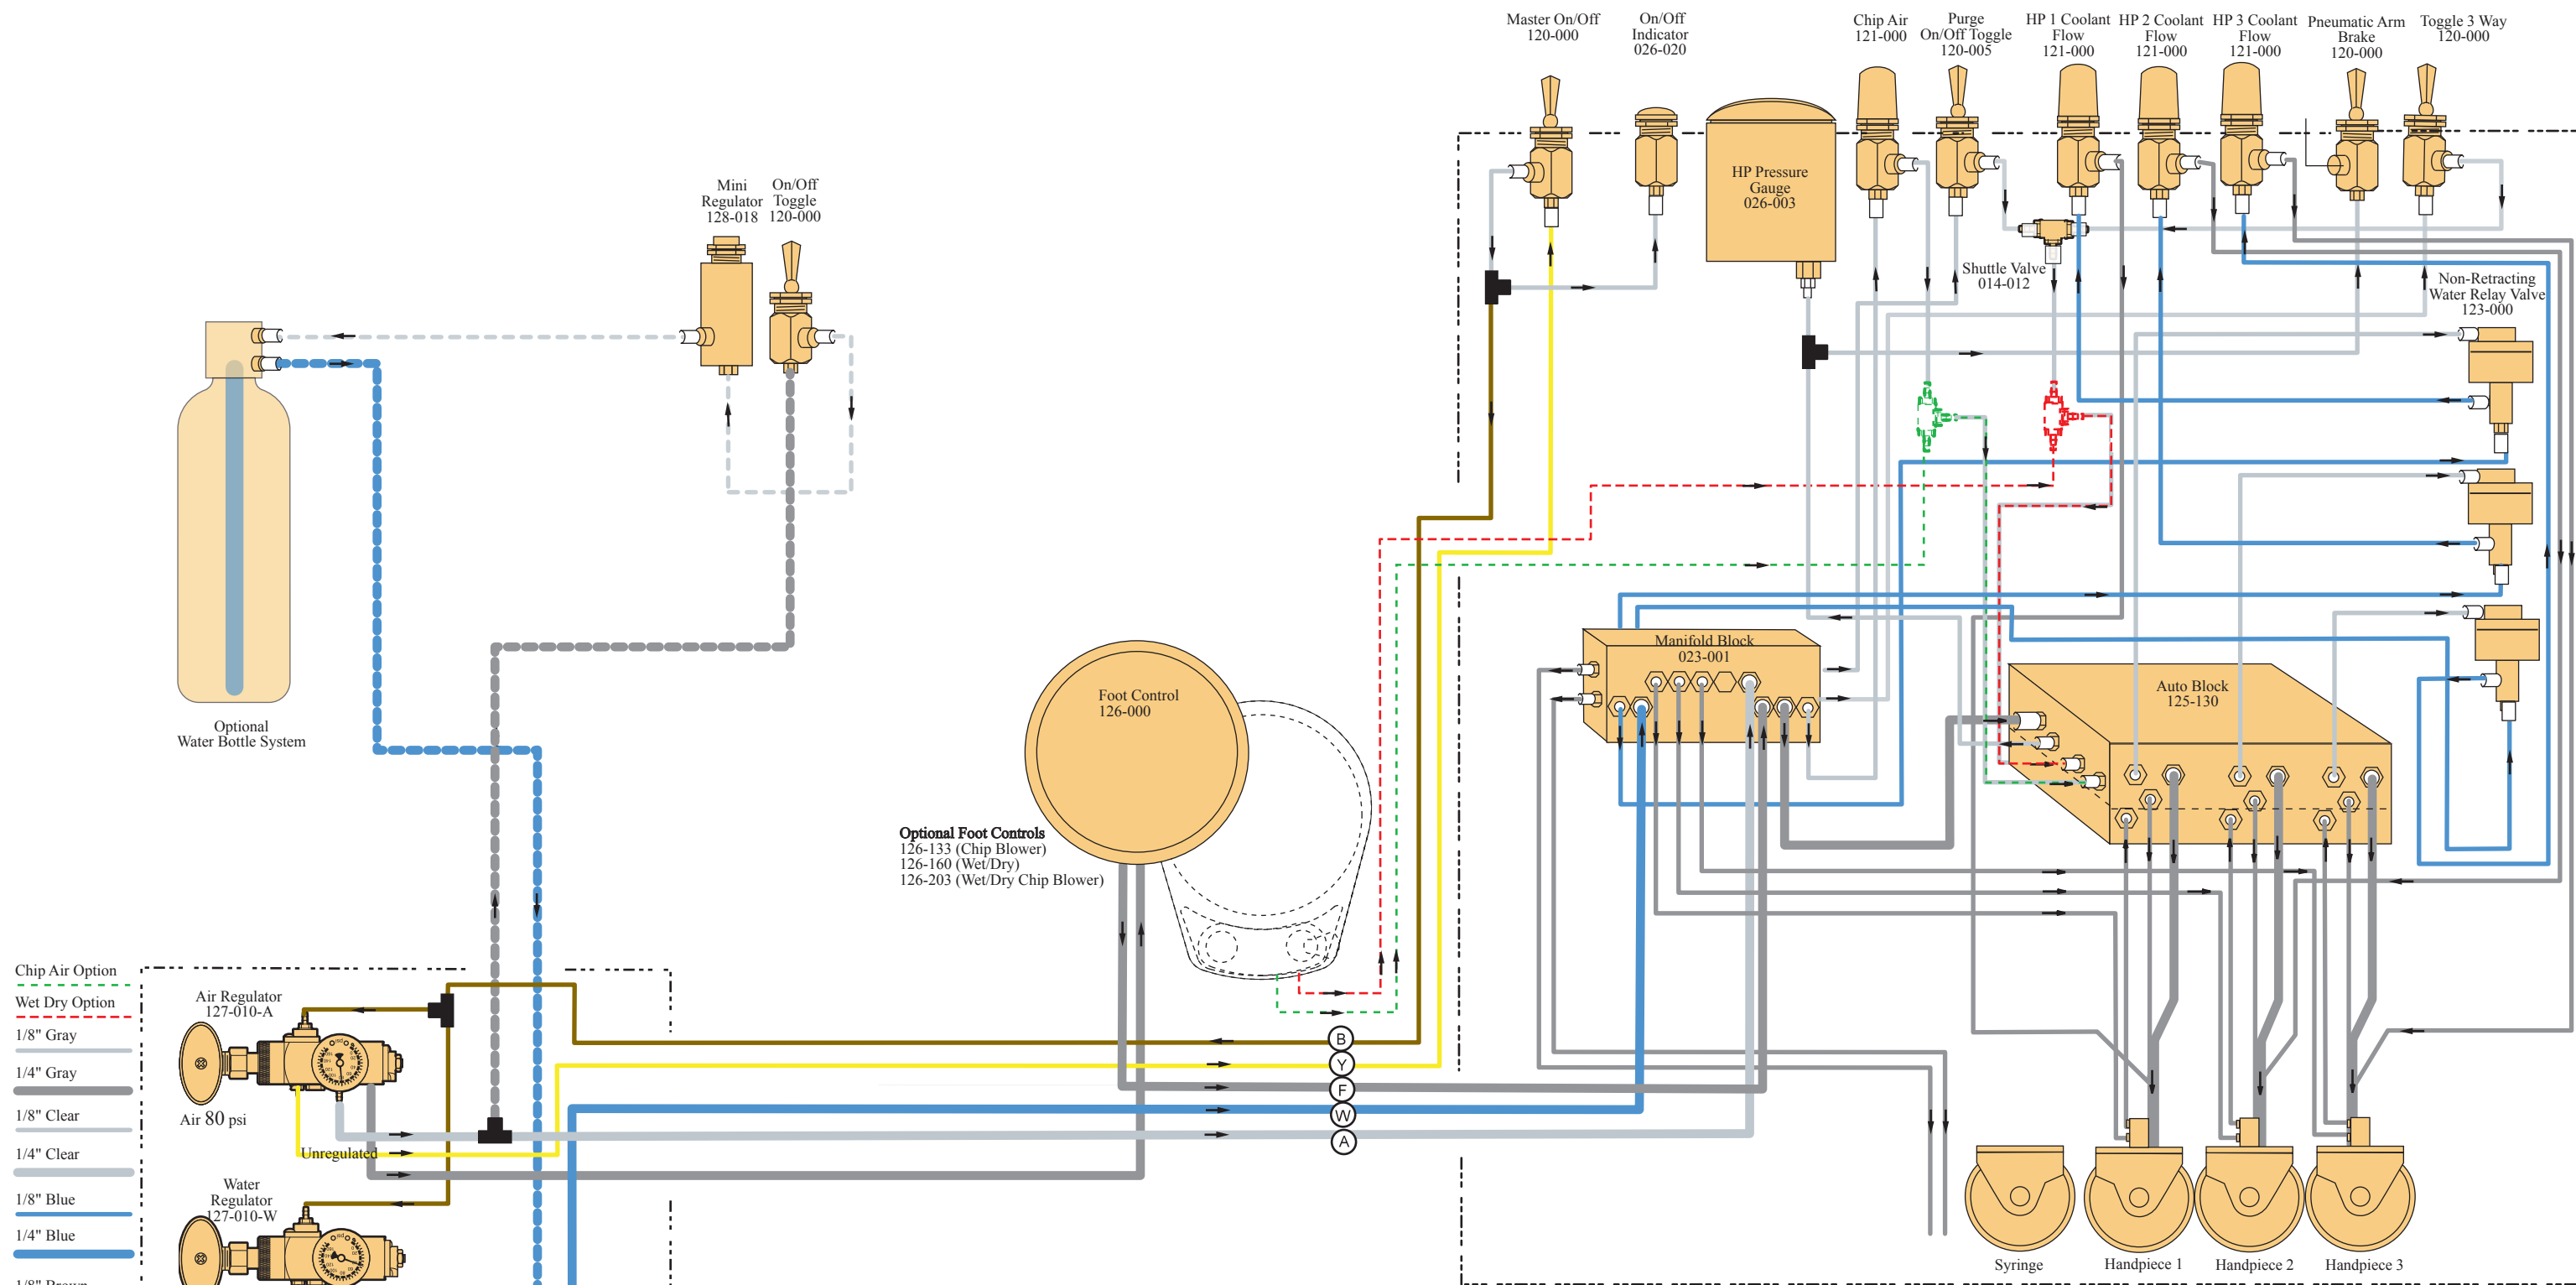 Master On/Off
120-000
On/Off
Indicator
026-020
Chip Air
121-000
Purge
On/Off Toggle
120-005
HP 1 Coolant
Flow
121-000
HP 2 Coolant
Flow
121-000
HP 3 Coolant
Flow
121-000
Pneumatic Arm
Brake
120-000
Toggle 3 Way
120-000
HP Pressure
Gauge
026-003
Mini
Regulator
128-018
On/Off
Toggle
120-000
Shuttle Valve
014-012
Non-Retracting
Water Relay Valve
123-000
Optional
Water Bottle System
Foot Control
126-000
Manifold Block
023-001
Auto Block
125-130
Optional Foot Controls
126-133 (Chip Blower)
126-160 (Wet/Dry)
126-203 (Wet/Dry Chip Blower)
Chip Air Option
Wet Dry Option
1/8" Gray
1/4" Gray
1/8" Clear
1/4" Clear
1/8" Blue
1/4" Blue
1/8" Brown
Air Regulator
127-010-A
Air 80 psi
Unregulated
Water
Regulator
127-010-W
B
Y
F
W
A
Syringe
Handpiece 1
Handpiece 2
Handpiece 3